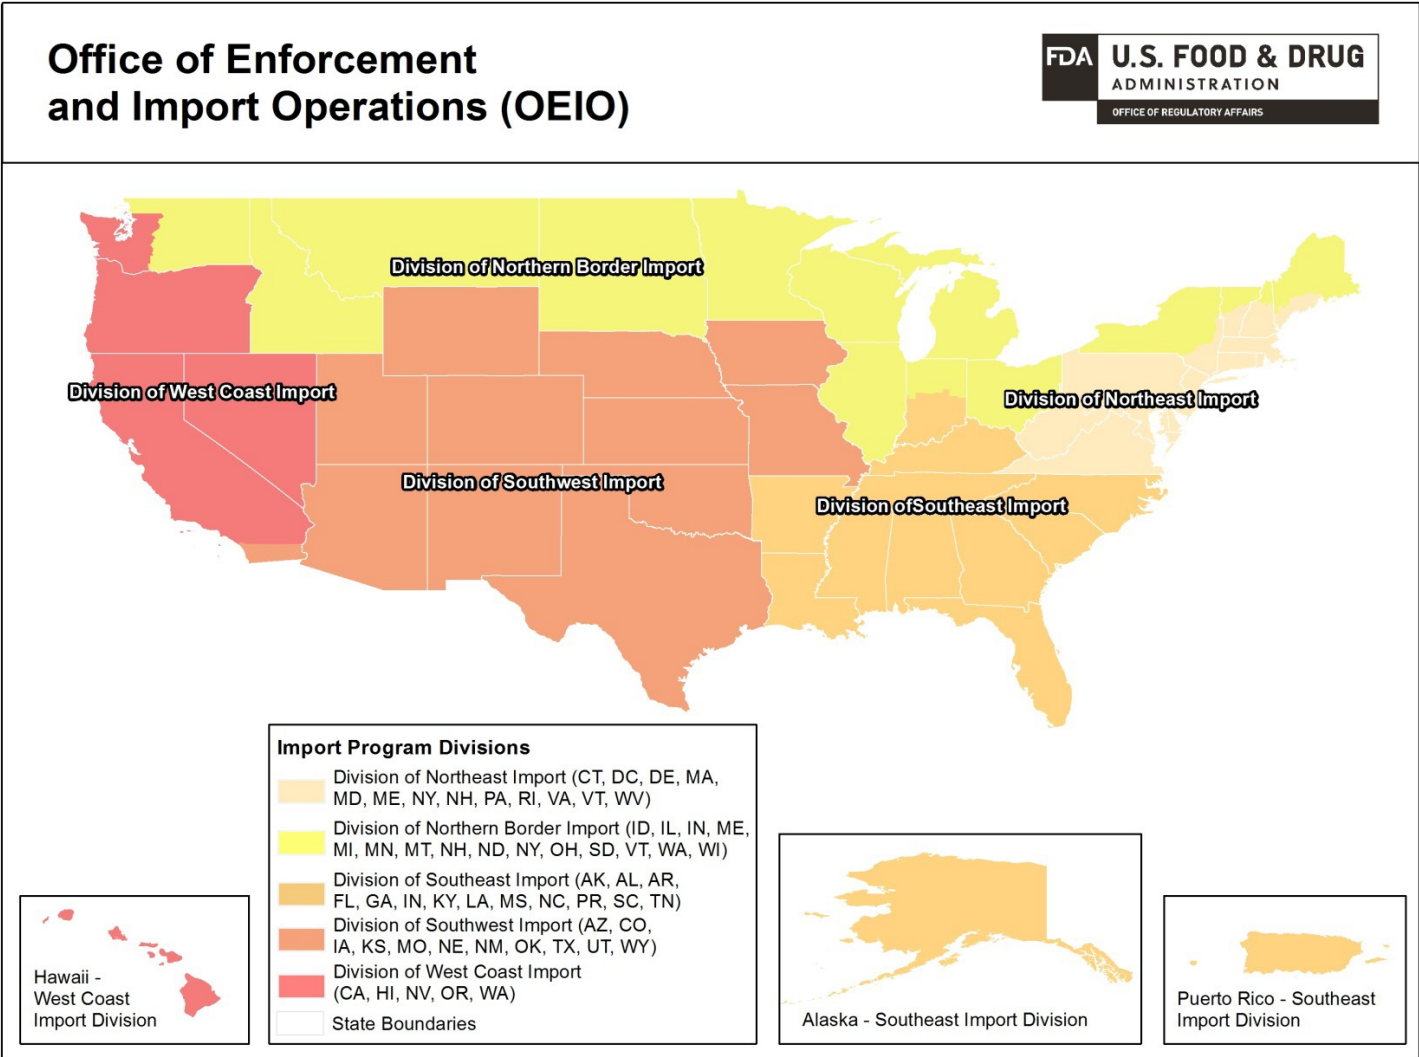 Office of Enforcement
and Import Operations (OEIO)
FDA
U.S. FOOD & DRUG
ADMINISTRATION
OFFICE OF REGULATORY AFFAIRS
Division of Northern Border Import
Division of West Coast Import
Division of Northeast Import
Division of Southwest Import
Division ofSoutheast Import
Import Program Divisions
Division of Northeast Import (CT, DC, DE, MA,
MD, ME, NY, NH, PA, RI, VA, VT, WV)
Division of Northern Border Import (ID, IL, IN, ME,
MI, MN, MT, NH, ND, NY, OH, SD, VT, WA, WI)
Division of Southeast Import (AK, AL, AR,
FL, GA, IN, KY, LA, MS, NC, PR, SC, TN)
Division of Southwest Import (AZ, CO,
IA, KS, MO, NE, NM, OK, TX, UT, WY)
Division of West Coast Import
(CA, HI, NV, OR, WA)
State Boundaries
Hawaii -
West Coast
Import Division
Alaska - Southeast Import Division
Puerto Rico - Southeast
Import Division